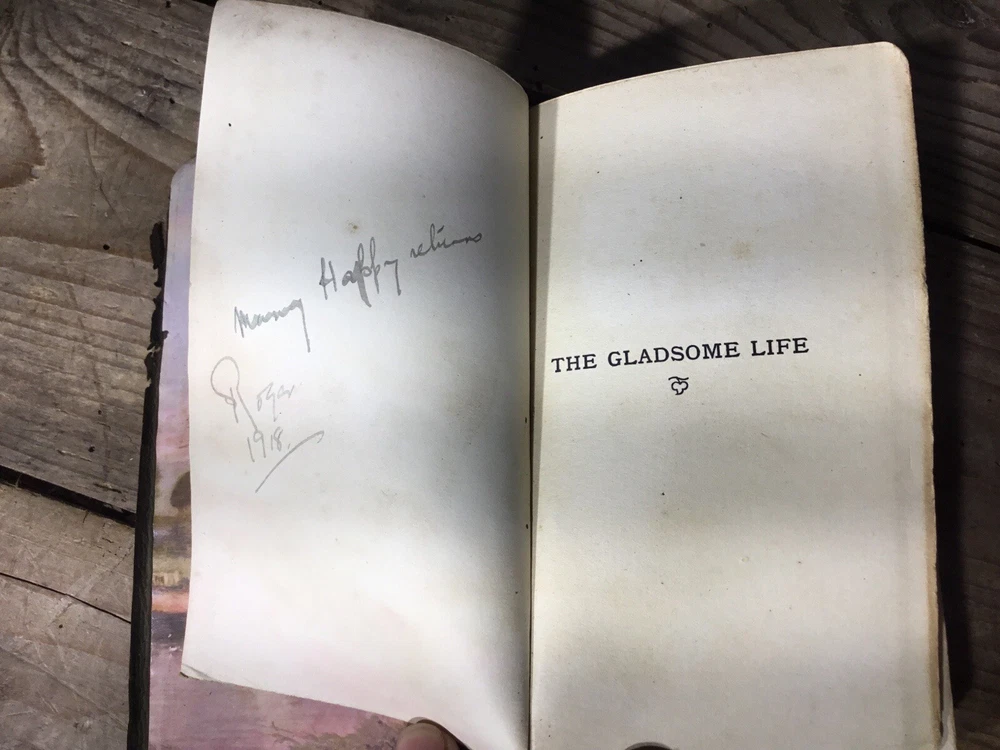 Many Happy returns
Roger
1918.
THE GLADSOME LIFE